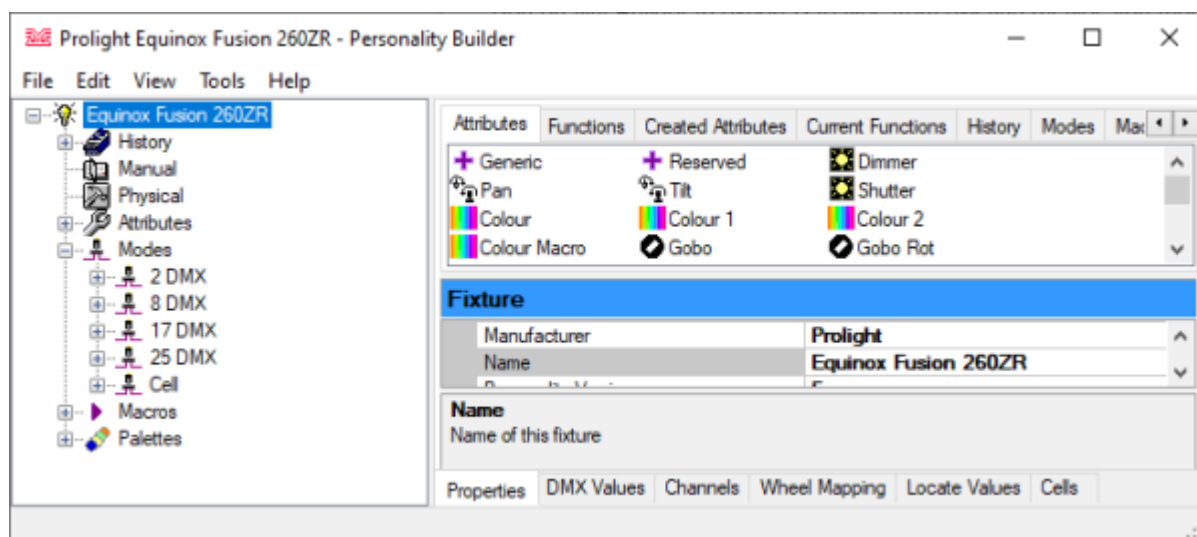 Prolight Equinox Fusion 260ZR - Personality Builder
File Edit View Tools Help
Equinox Fusion 260ZR
History
Manual
Physical
Attributes
Modes
2 DMX
8 DMX
17 DMX
25 DMX
Cell
Macros
Palettes
Attributes Functions Created Attributes Current Functions History Modes
Generic Reserved Dimmer
Pan Tilt Shutter
Colour Colour 1 Colour 2
Colour Macro Gobo Gobo Rot
Fixture
Manufacturer Prolight
Name Equinox Fusion 260ZR
Name
Name of this fixture
Properties DMX Values Channels Wheel Mapping Locate Values Cells